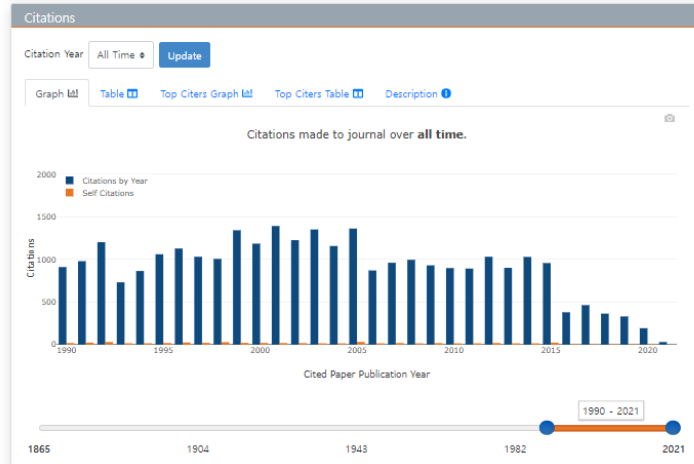 Citations
Citation Year All Time Update
Graph Table Top Citers Graph Top Citers Table Description
Citations made to journal over all time.
2000
Citations by Year
Self Citations
1500
1000
500
0
Citations
1990 1995 2000 2005 2010 2015 2020
Cited Paper Publication Year
1990 - 2021
1865 1904 1943 1982 2021